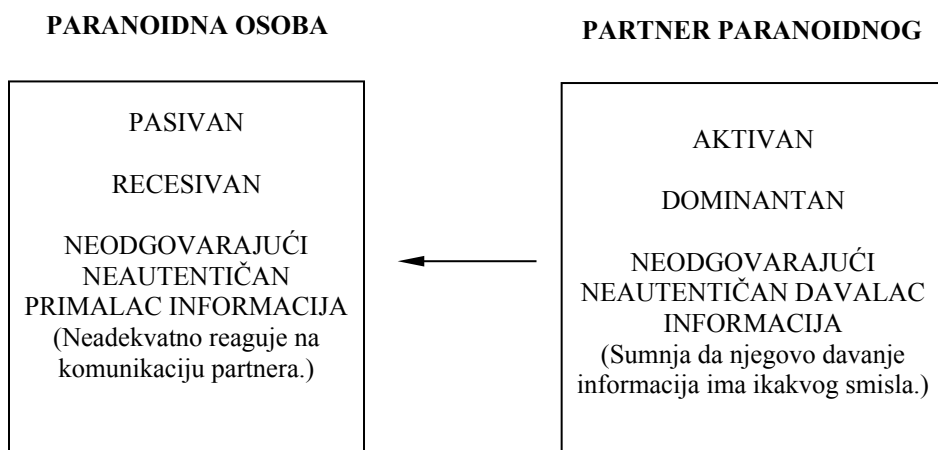 PARANOIDNA OSOBA
PASIVAN
RECESIVAN
NEODGOVARAJUĆI
NEAUTENTIČAN
PRIMALAC INFORMACIJA
(Neadekvatno reaguje na
komunikaciju partnera.)
PARTNER PARANOIDNOG
AKTIVAN
DOMINANTAN
NEODGOVARAJUĆI
NEAUTENTIČAN DAVALAC
INFORMACIJA
(Sumnja da njegovo davanje
informacija ima ikakvog smisla.)